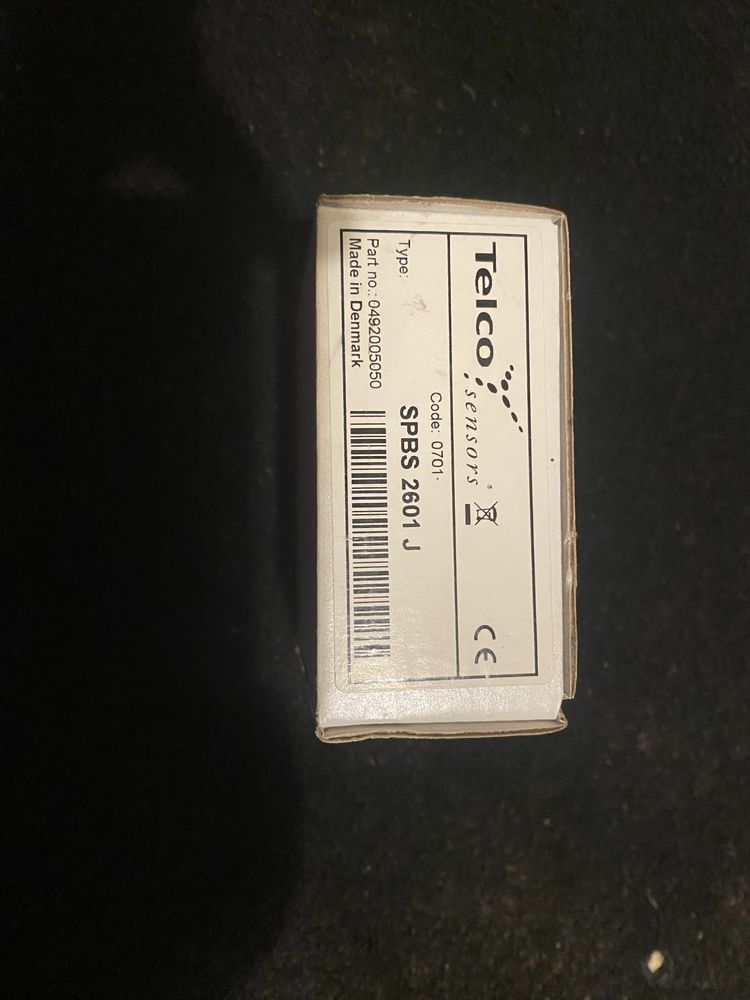 Telco sensors®
CE
Code: 0701
Type: SPBS 2601 J
Part no.: 0492005050
Made in Denmark